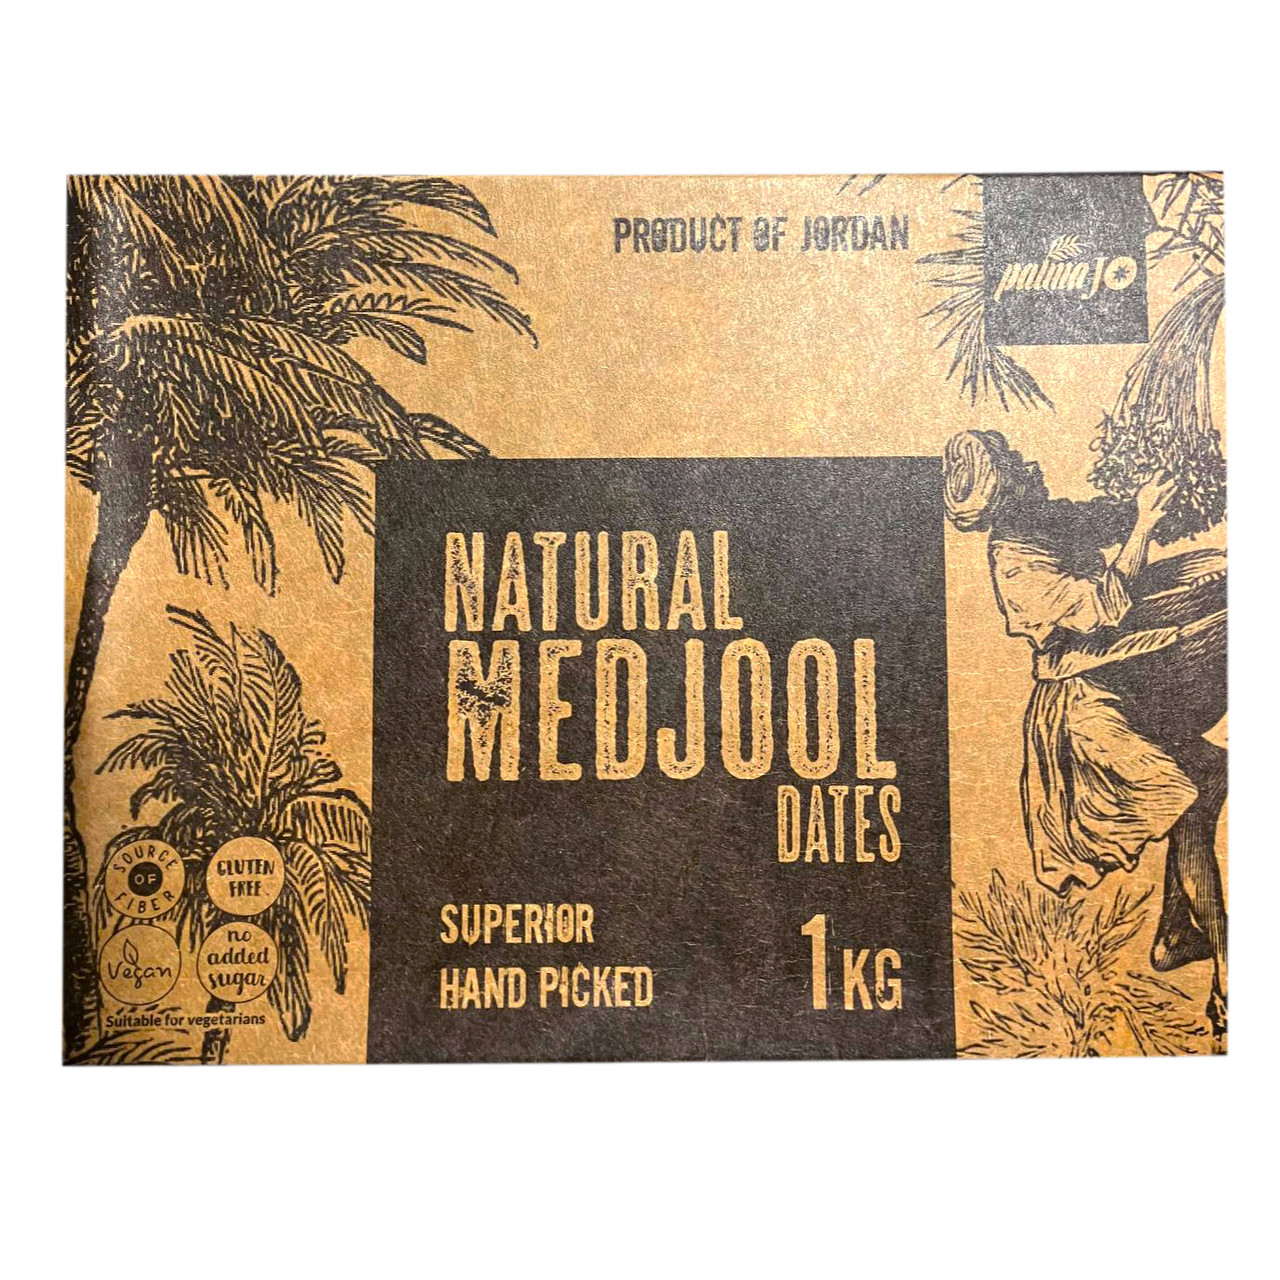 PRODUCT OF JORDAN
palmaJO
NATURAL
MEDJOOL
DATES
SUPERIOR
HAND PICKED
1 KG
SOURCE
OF
FIBER
GLUTEN
FREE
Vegan
no
added
sugar
Suitable for vegetarians